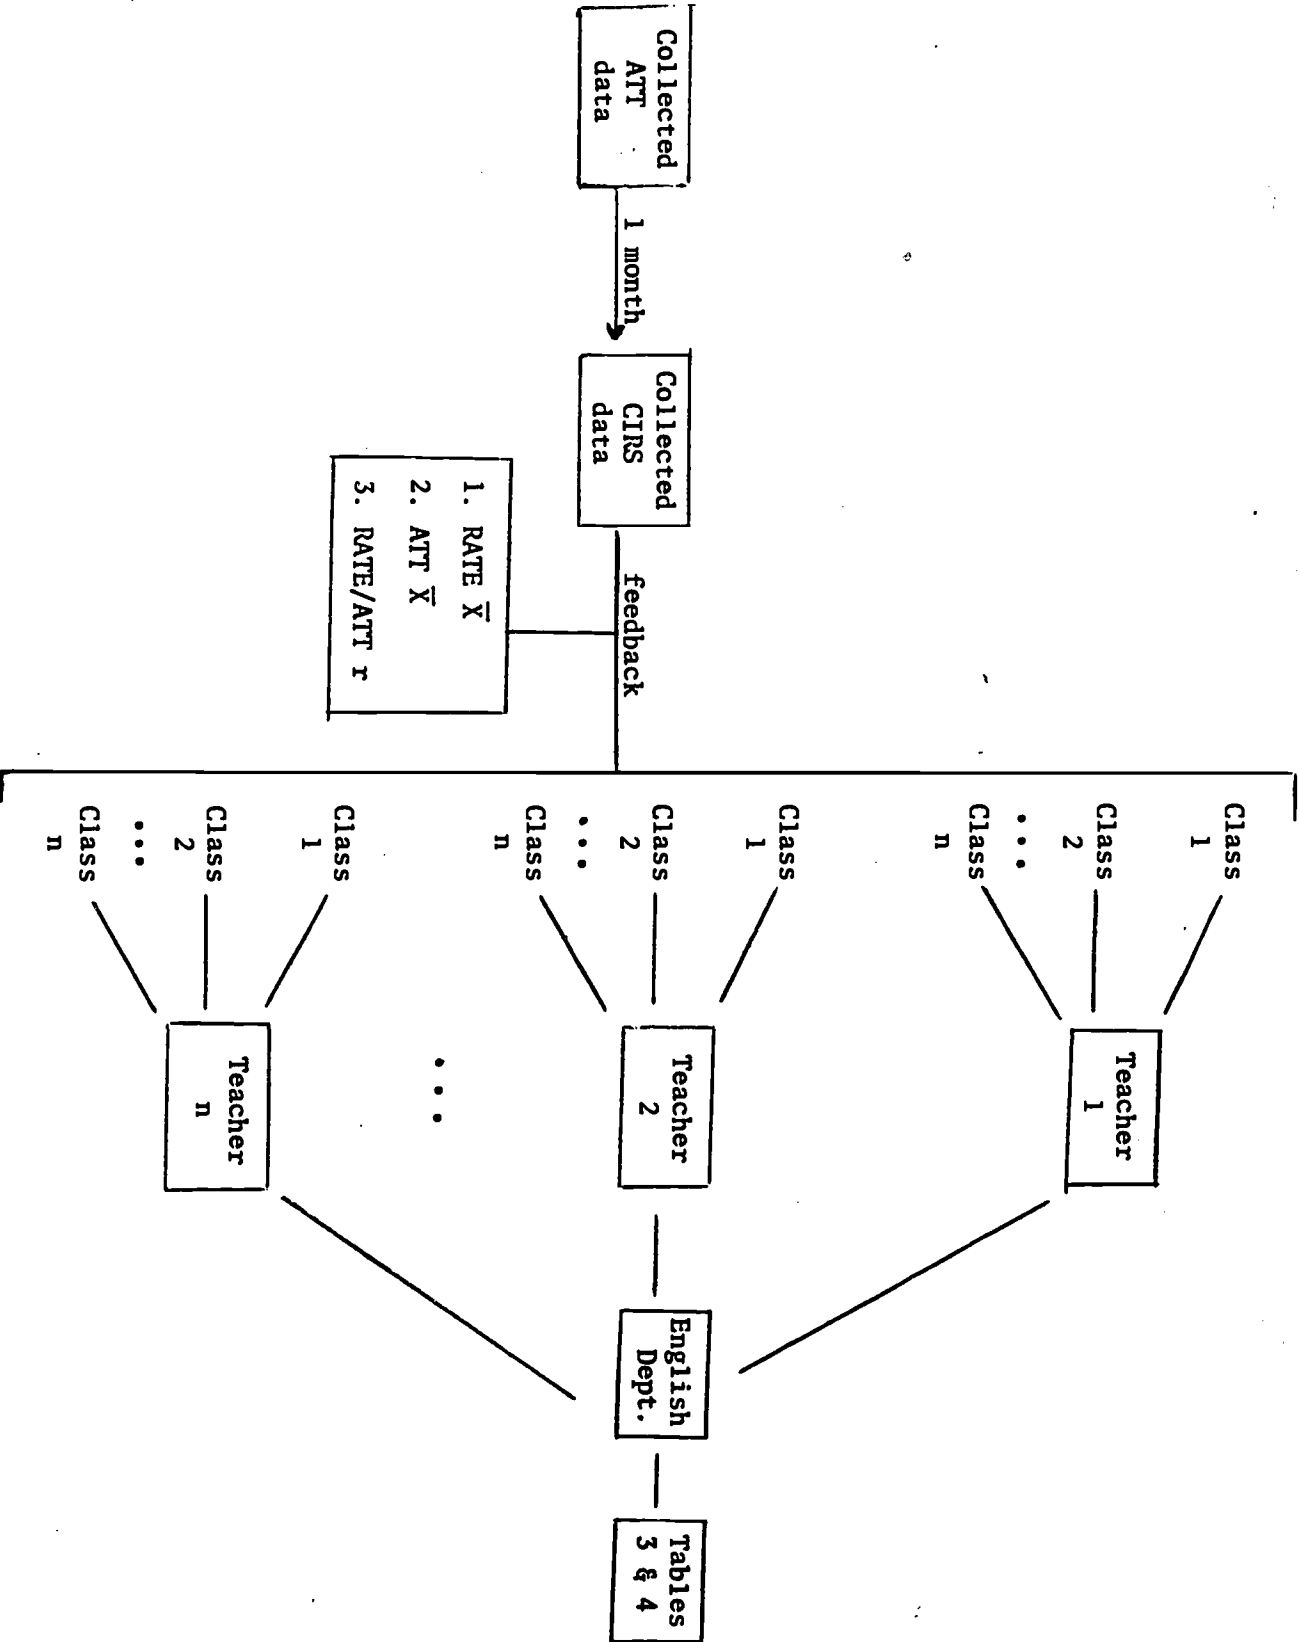 Collected
ATT
data
1 month
Collected
CIRS
data
feedback
1. RATE X̅
2. ATT X̅
3. RATE/ATT r
Class
1
Class
2
...
Class
n
Teacher
1
Class
1
Class
2
...
Class
n
Teacher
2
...
Class
1
Class
2
...
Class
n
Teacher
n
English
Dept.
Tables
3 & 4